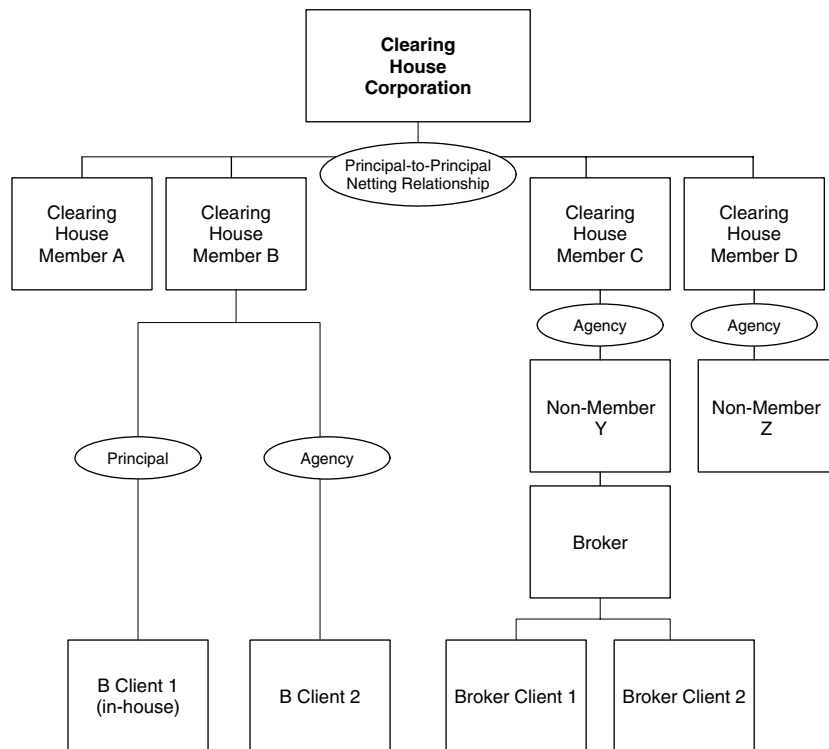 Clearing
House
Corporation
Principal-to-Principal
Netting Relationship
Clearing
House
Member A
Clearing
House
Member B
Clearing
House
Member C
Clearing
House
Member D
Agency
Agency
Non-Member
Y
Non-Member
Z
Principal
Agency
Broker
B Client 1
(in-house)
B Client 2
Broker Client 1
Broker Client 2